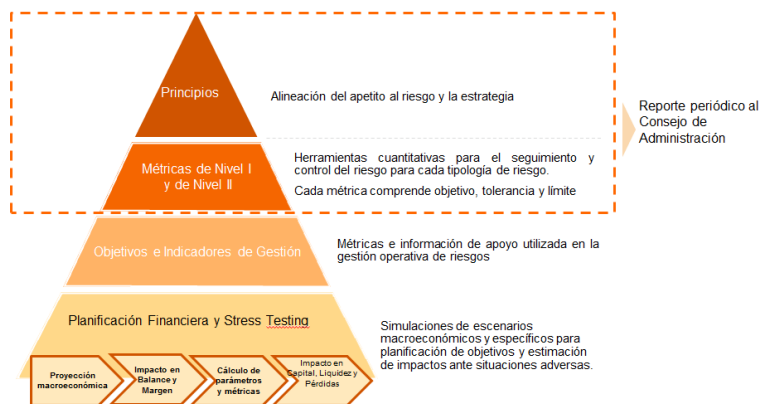 Principios
Alineación del apetito al riesgo y la estrategia
Reporte periódico al
Consejo de
Administración
Métricas de Nivel I
y de Nivel II
Herramientas cuantitativas para el seguimiento y
control del riesgo para cada tipología de riesgo.
Cada métrica comprende objetivo, tolerancia y límite
Objetivos e Indicadores de Gestión
Métricas e información de apoyo utilizada en la
gestión operativa de riesgos
Planificación Financiera y Stress Testing
Simulaciones de escenarios
macroeconómicos y específicos para
planificación de objetivos y estimación
de impactos ante situaciones adversas.
Proyección
macroeconómica
Impacto en
Balance y
Margen
Cálculo de
parámetros
y métricas
Impacto en
Capital, Liquidez y
Pérdidas